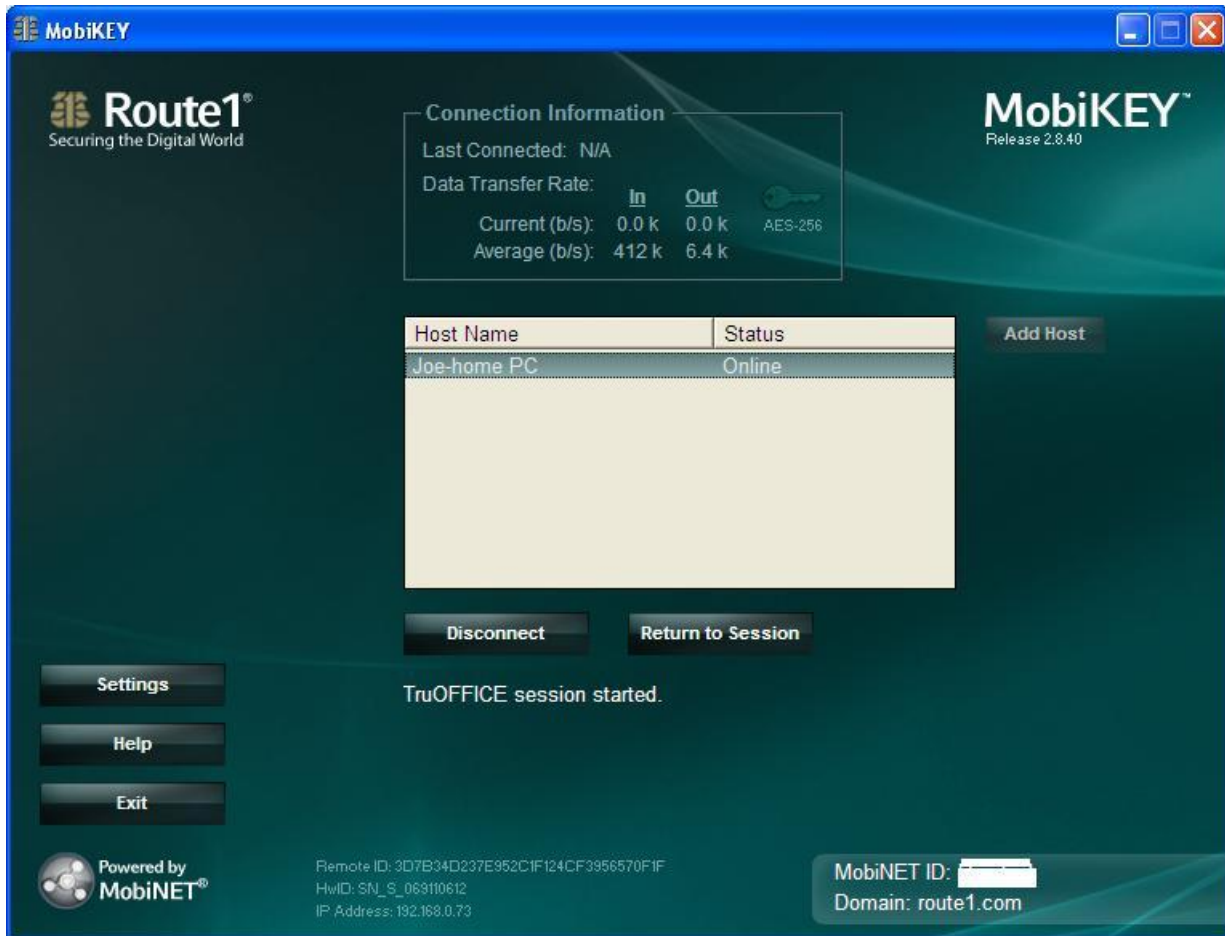 MobiKEY
Route1®
Securing the Digital World
MobiKEY™
Release 2.8.40
Connection Information
Last Connected: N/A
Data Transfer Rate:
In Out
Current (b/s): 0.0 k 0.0 k AES-256
Average (b/s): 412 k 6.4 k
Host Name Status
Joe-home PC Online
Add Host
Disconnect Return to Session
TruOFFICE session started.
Settings
Help
Exit
Powered by
MobiNET®
Remote ID: 3D7B34D237E952C1F124CF3956570F1F
HwID: SN_S_069110612
IP Address: 192.168.0.73
MobiNET ID:
Domain: route1.com